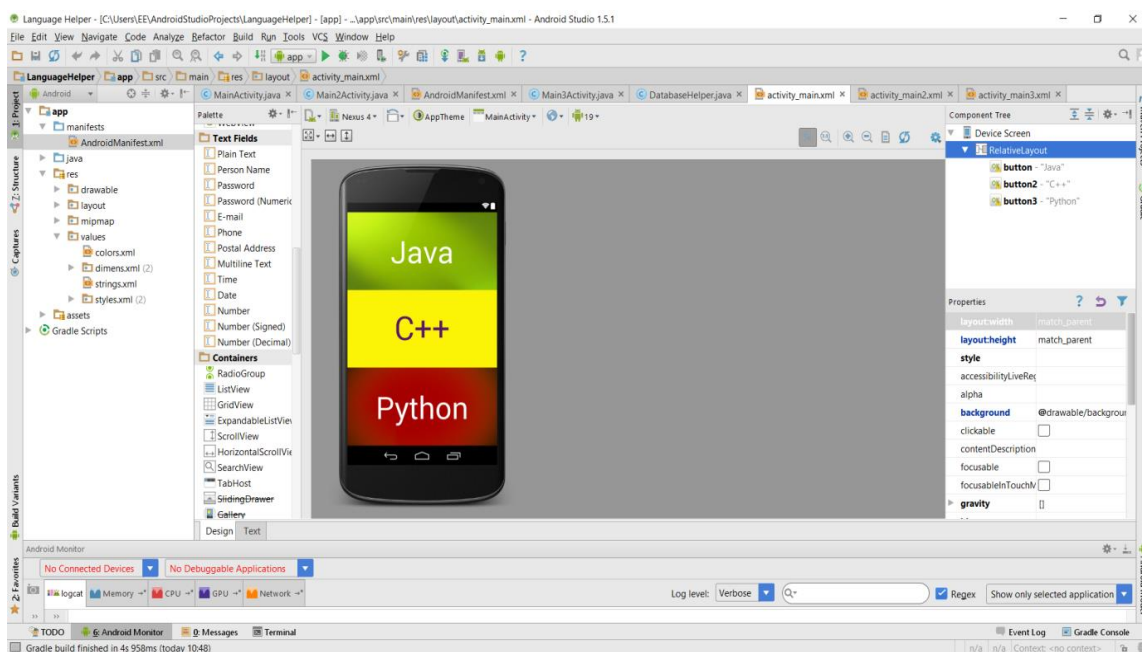 Language Helper - [C:\Users\EE\AndroidStudioProjects\LanguageHelper] - [app] - ...\app\src\main\res\layout\activity_main.xml - Android Studio 1.5.1
File Edit View Navigate Code Analyze Refactor Build Run Tools VCS Window Help
app
LanguageHelper app src main res layout activity_main.xml
Android
MainActivity.java × Main2Activity.java × AndroidManifest.xml × Main3Activity.java × DatabaseHelper.java × activity_main.xml × activity_main2.xml × activity_main3.xml ×
1: Project
Z: Structure
Captures
Build Variants
2: Favorites
app
manifests
AndroidManifest.xml
java
res
drawable
layout
mipmap
values
colors.xml
dimens.xml (2)
strings.xml
styles.xml (2)
assets
Gradle Scripts
Palette
Text Fields
Plain Text
Person Name
Password
Password (Numeric
E-mail
Phone
Postal Address
Multiline Text
Time
Date
Number
Number (Signed)
Number (Decimal)
Containers
RadioGroup
ListView
GridView
ExpandableListView
ScrollView
HorizontalScrollVie
SearchView
TabHost
SlidingDrawer
Gallery
Design Text
Nexus 4 AppTheme MainActivity 19
Java
C++
Python
Component Tree
Device Screen
RelativeLayout
button - "Java"
button2 - "C++"
button3 - "Python"
Properties
layout:width match_parent
layout:height match_parent
style
accessibilityLiveReg
alpha
background @drawable/backgroun
clickable
contentDescription
focusable
focusableInTouchM
gravity []
Android Monitor
No Connected Devices No Debuggable Applications
logcat Memory CPU GPU Network Log level: Verbose Regex Show only selected application
TODO 6: Android Monitor 0: Messages Terminal Event Log Gradle Console
Gradle build finished in 4s 958ms (today 10:48) n/a n/a Context: <no context>